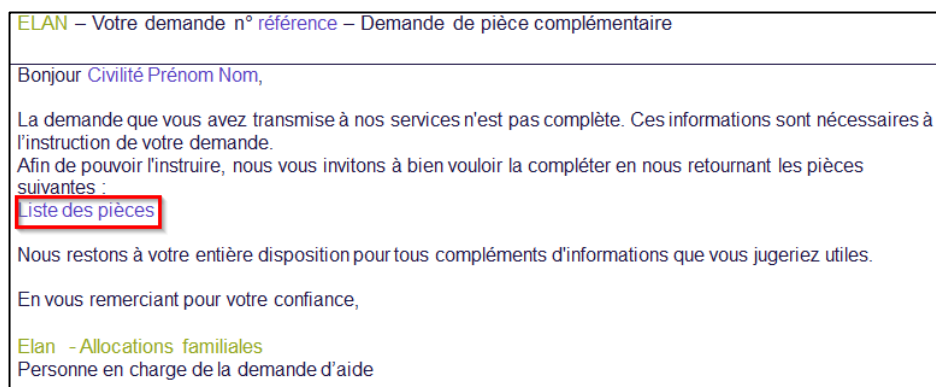 ELAN – Votre demande n° référence – Demande de pièce complémentaire
Bonjour Civilité Prénom Nom,
La demande que vous avez transmise à nos services n'est pas complète. Ces informations sont nécessaires à
l’instruction de votre demande.
Afin de pouvoir l'instruire, nous vous invitons à bien vouloir la compléter en nous retournant les pièces
suivantes :
Liste des pièces
Nous restons à votre entière disposition pour tous compléments d'informations que vous jugeriez utiles.
En vous remerciant pour votre confiance,
Elan - Allocations familiales
Personne en charge de la demande d’aide